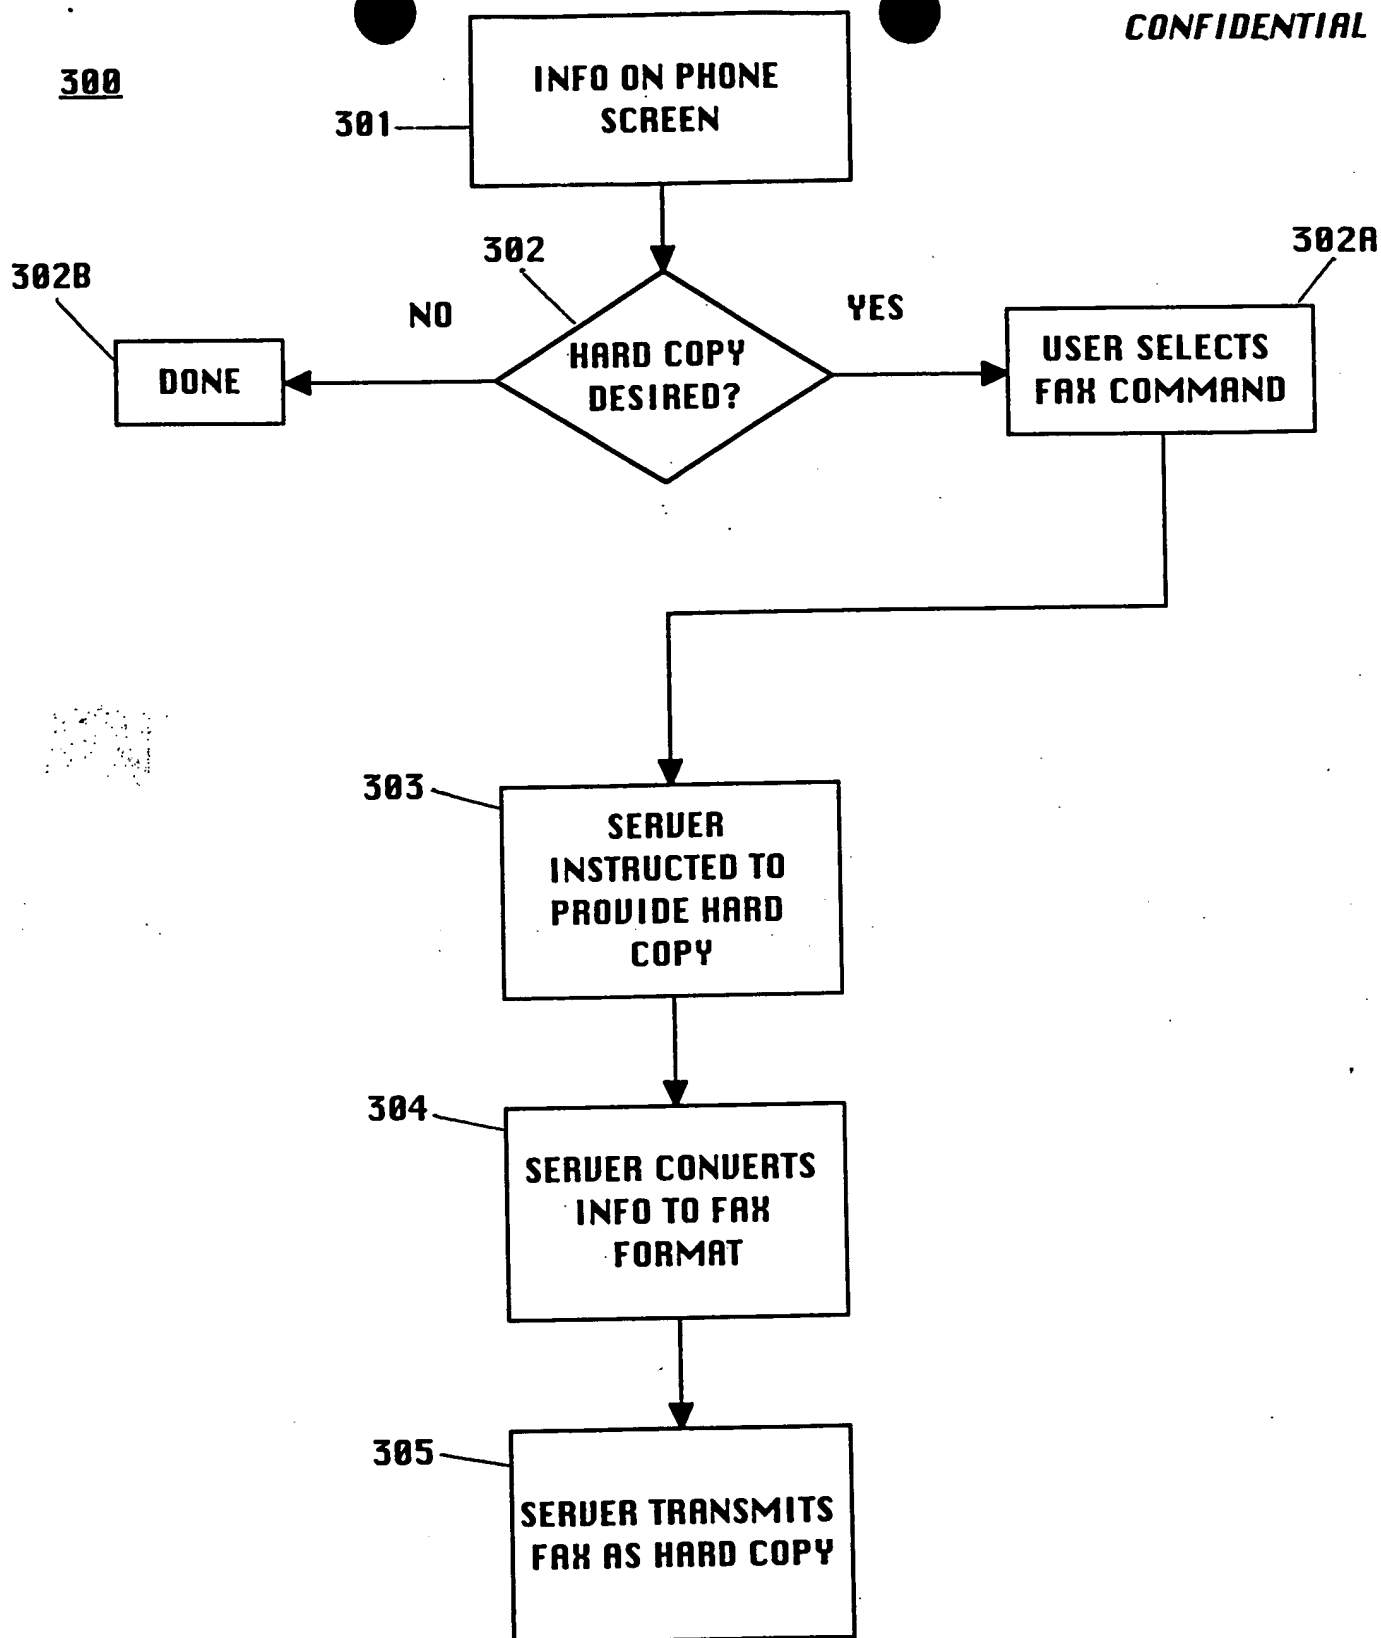 CONFIDENTIAL
300
INFO ON PHONE
SCREEN
301
302
302A
302B
NO
YES
HARD COPY
DESIRED?
DONE
USER SELECTS
FAX COMMAND
303
SERVER
INSTRUCTED TO
PROVIDE HARD
COPY
304
SERVER CONVERTS
INFO TO FAX
FORMAT
305
SERVER TRANSMITS
FAX AS HARD COPY